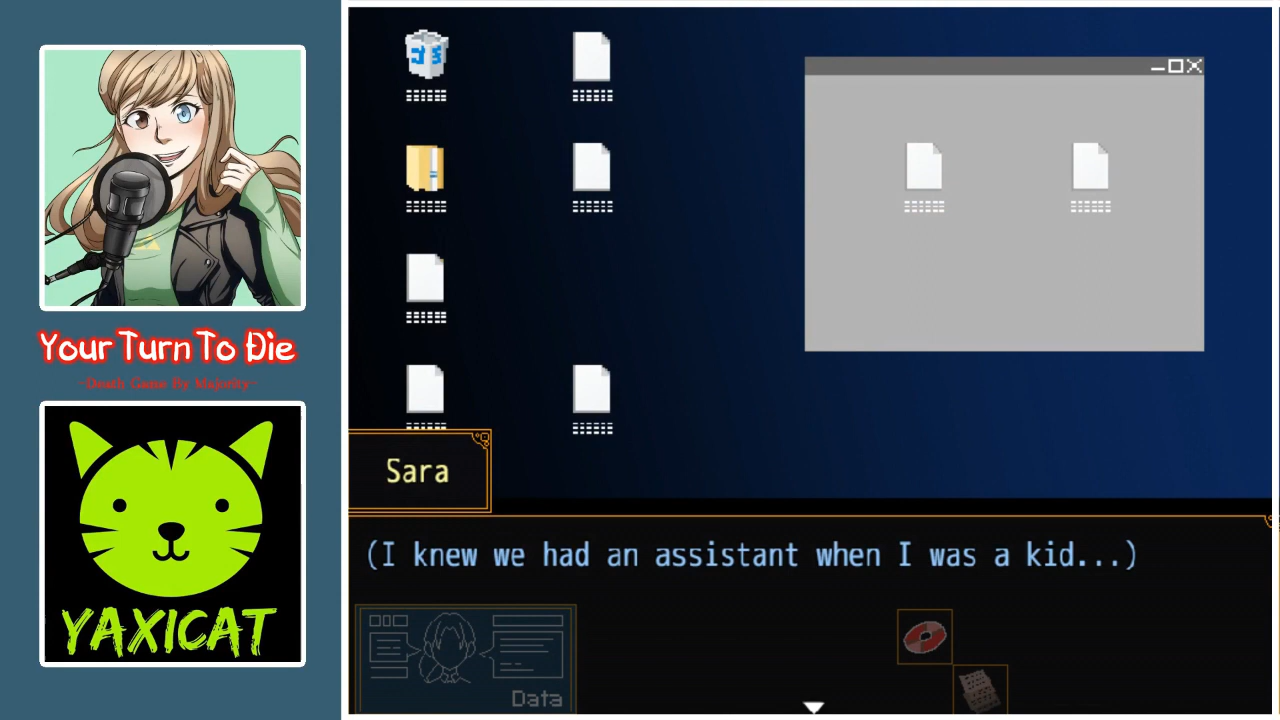 Your Turn To Die
-Death Game By Majority-
YAXICAT
Sara
(I knew we had an assistant when I was a kid...)
Data